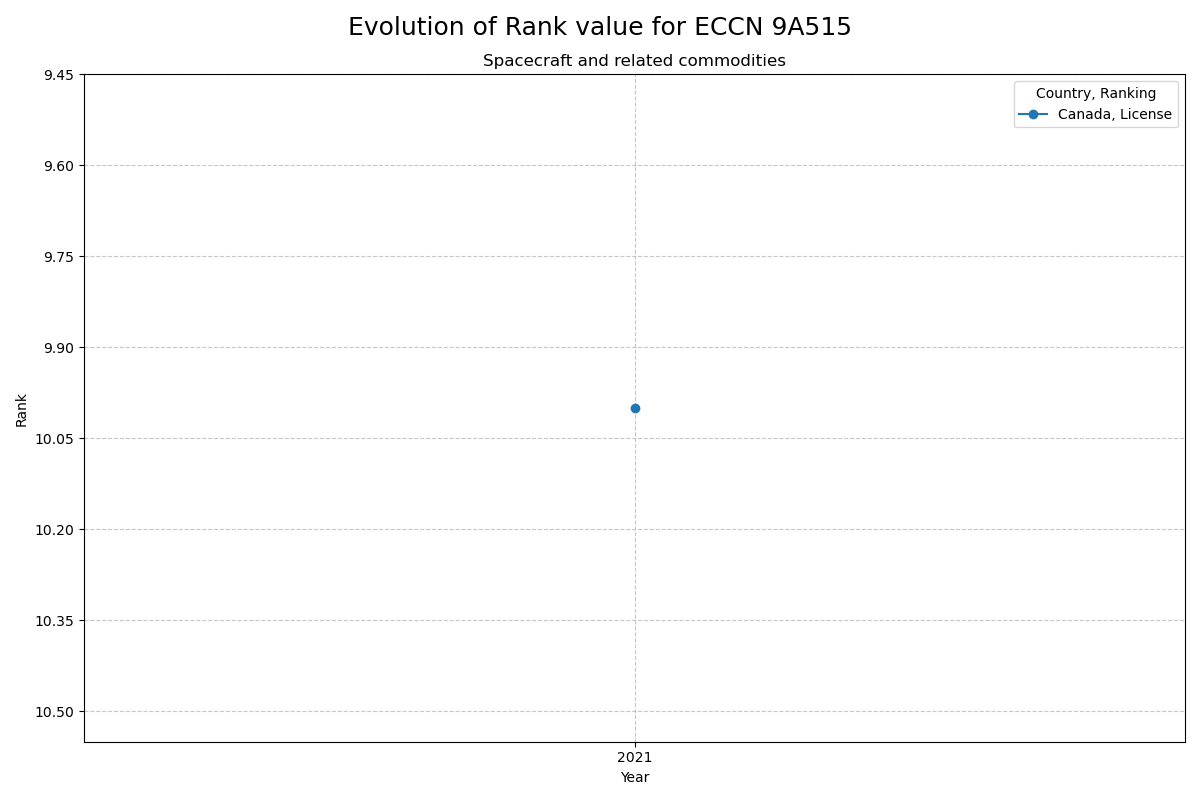 Evolution of Rank value for ECCN 9A515
Spacecraft and related commodities
9.45
9.60
9.75
9.90
10.05
10.20
10.35
10.50
Rank
Country, Ranking
Canada, License
2021
Year